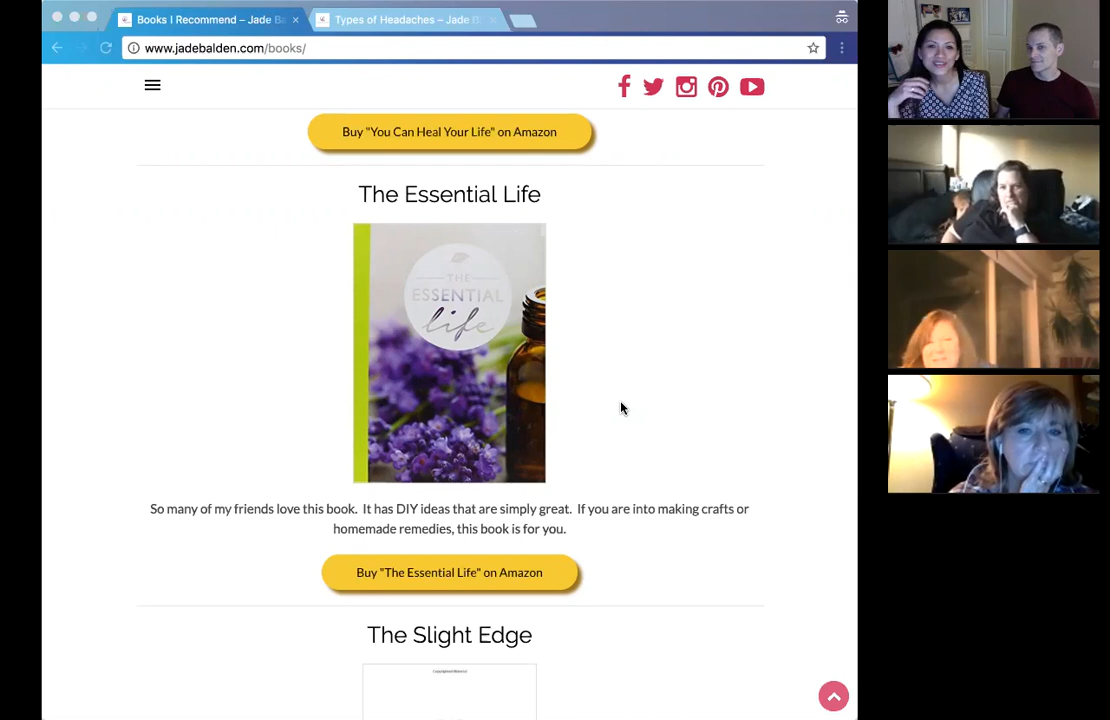 Books I Recommend – Jade Ba
Types of Headaches – Jade B
www.jadebalden.com/books/
Buy "You Can Heal Your Life" on Amazon
The Essential Life
THE
ESSENTIAL
life
So many of my friends love this book. It has DIY ideas that are simply great. If you are into making crafts or
homemade remedies, this book is for you.
Buy "The Essential Life" on Amazon
The Slight Edge